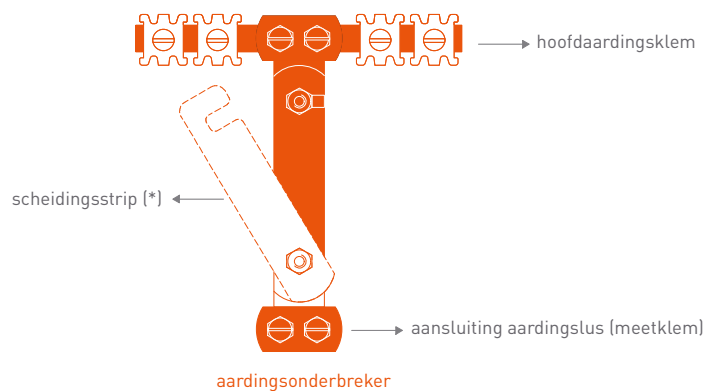 hoofdaardingsklem
scheidingsstrip (*)
aansluiting aardingslus (meetklem)
aardingsonderbreker